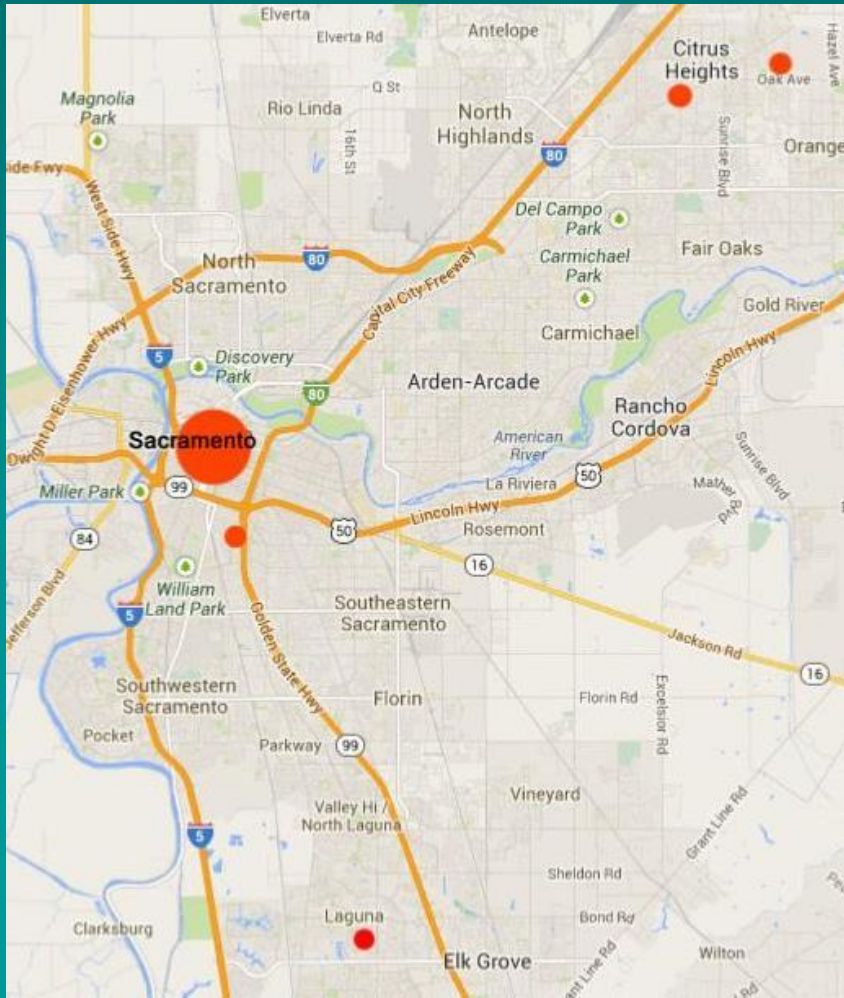 Elverta
Elverta Rd
Antelope
Citrus
Heights
Hazel Ave
Oak Ave
Magnolia
Park
Q St
Rio Linda
North
Highlands
16th St
Sunrise Blvd
Orange
80
ide Fwy
West Side Hwy
Del Campo
Park
Fair Oaks
North
Sacramento
80
Capital City Freeway
Carmichael
Park
Gold River
Carmichael
Lincoln Hwy
5
Discovery
Park
Arden-Arcade
80
Rancho
Cordova
Dwight D. Eisenhower Hwy
Sacramento
American
River
Sunrise Blvd
50
La Riviera
Mather Blvd
99
Miller Park
Lincoln Hwy
Rosemont
50
84
16
William
Land Park
Jefferson Blvd
5
Southeastern
Sacramento
Golden State Hwy
Jackson Rd
16
Southwestern
Sacramento
Florin
Florin Rd
Excelsior Rd
Pocket
Parkway
99
Vineyard
Valley Hi /
North Laguna
Grant Line Rd
5
Sheldon Rd
Laguna
Bond Rd
Clarksburg
Elk Grove
Wilton
ant Line Rd
Rd